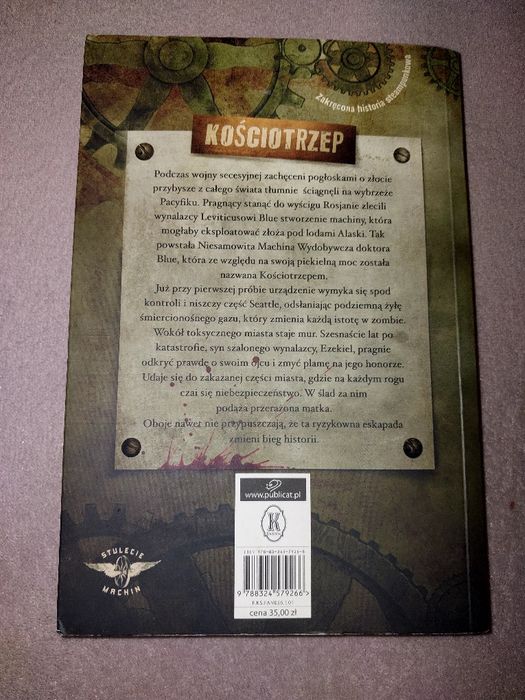 Zakręcona historia steampunkowa
KOŚCIOTRZEP
Podczas wojny secesyjnej zachęceni pogłoskami o złocie
przybysze z całego świata tłumnie ściągnęli na wybrzeże
Pacyfiku. Pragnący stanąć do wyścigu Rosjanie zlecili
wynalazcy Leviticusowi Blue stworzenie machiny, która
mogłaby eksploatować złoża pod lodami Alaski. Tak
powstała Niesamowita Machina Wydobywcza doktora
Blue, która ze względu na swoją piekielną moc została
nazwana Kościotrzepem.
Już przy pierwszej próbie urządzenie wymyka się spod
kontroli i niszczy część Seattle, odsłaniając podziemną żyłę
śmiercionośnego gazu, który zmienia każdą istotę w zombie.
Wokół toksycznego miasta staje mur. Szesnaście lat po
katastrofie, syn szalonego wynalazcy, Ezekiel, pragnie
odkryć prawdę o swoim ojcu i zmyć plamę na jego honorze.
Udaje się do zakazanej części miasta, gdzie na każdym rogu
czai się niebezpieczeństwo. W ślad za nim
podąża przerażona matka.
Oboje nawet nie przypuszczają, że ta ryzykowna eskapada
zmieni bieg historii.
www.publicat.pl
K
STULECIE
MACHIN
9 788324 579266
cena 35,00 zł